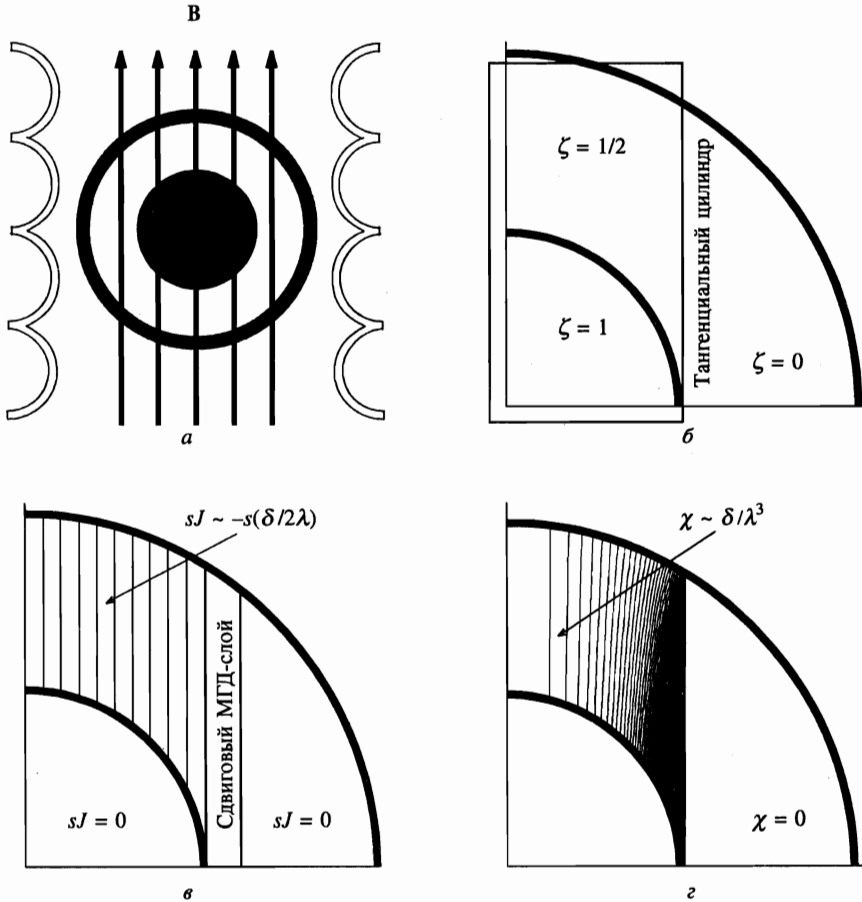 B
а
ζ = 1/2
ζ = 1
Тангенциальный цилиндр
ζ = 0
б
sJ ~ −s(δ/2λ)
Сдвиговый МГД-слой
sJ = 0
sJ = 0
в
χ ~ δ/λ³
χ = 0
г